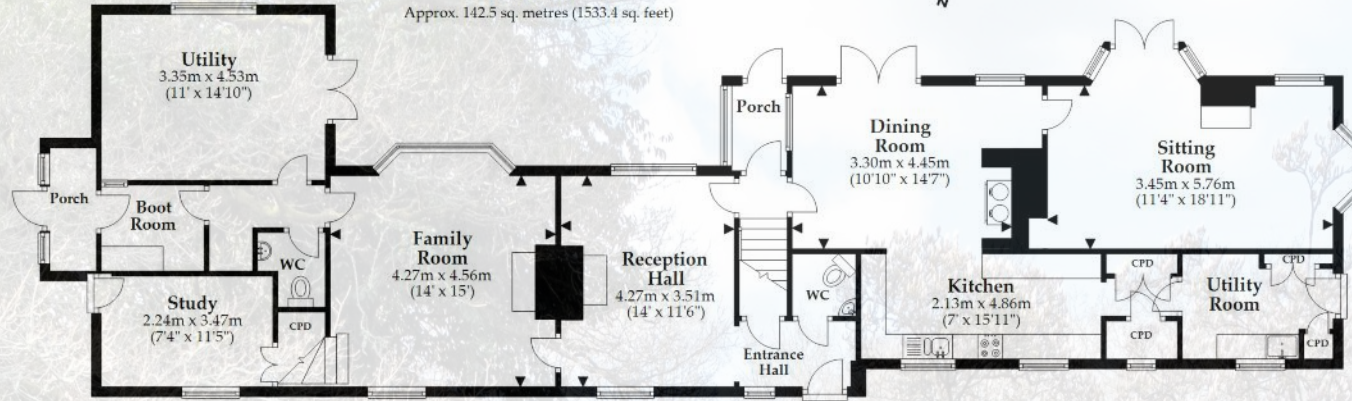 Approx. 142.5 sq. metres (1533.4 sq. feet)
N
Utility
3.35m x 4.53m
(11' x 14'10")
Porch
Boot
Room
WC
Study
2.24m x 3.47m
(7'4" x 11'5")
CPD
Family
Room
4.27m x 4.56m
(14' x 15')
Reception
Hall
4.27m x 3.51m
(14' x 11'6")
Porch
WC
Entrance
Hall
Dining
Room
3.30m x 4.45m
(10'10" x 14'7")
Kitchen
2.13m x 4.86m
(7' x 15'11")
Sitting
Room
3.45m x 5.76m
(11'4" x 18'11")
CPD
CPD
Utility
Room
CPD
CPD